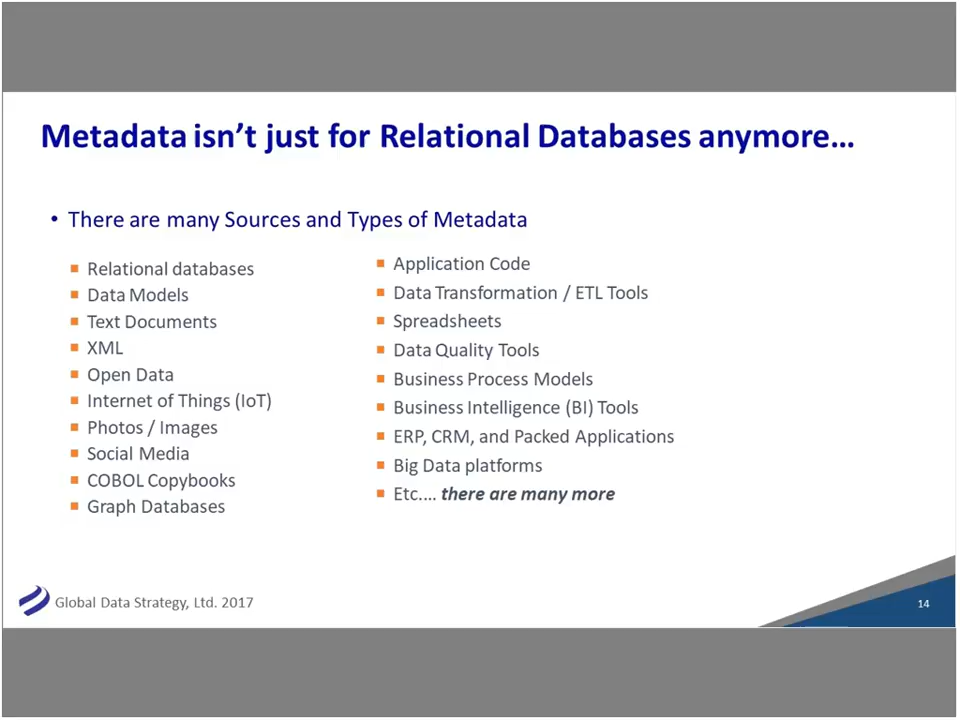 Metadata isn't just for Relational Databases anymore…
• There are many Sources and Types of Metadata
Relational databases
Data Models
Text Documents
XML
Open Data
Internet of Things (IoT)
Photos / Images
Social Media
COBOL Copybooks
Graph Databases
Application Code
Data Transformation / ETL Tools
Spreadsheets
Data Quality Tools
Business Process Models
Business Intelligence (BI) Tools
ERP, CRM, and Packed Applications
Big Data platforms
Etc.… there are many more
Global Data Strategy, Ltd. 2017
14